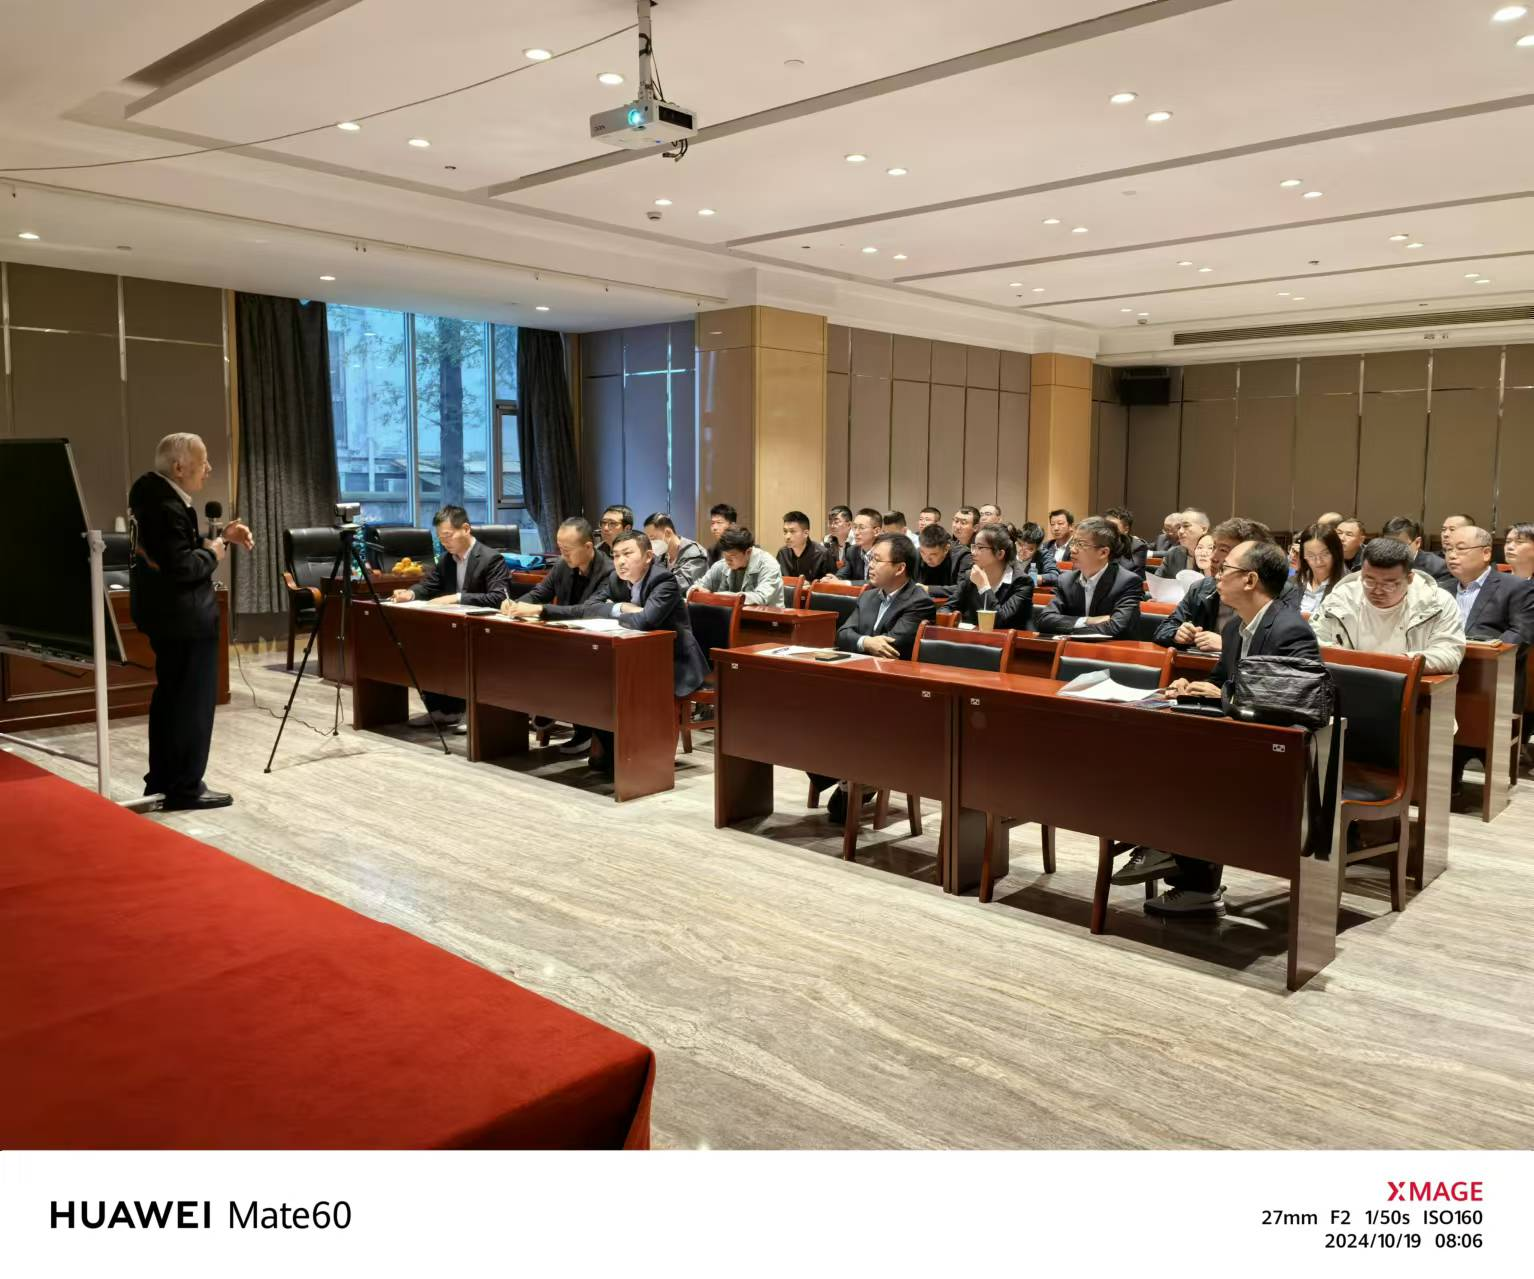 HUAWEI Mate60
XMAGE
27mm F2 1/50s ISO160
2024/10/19 08:06